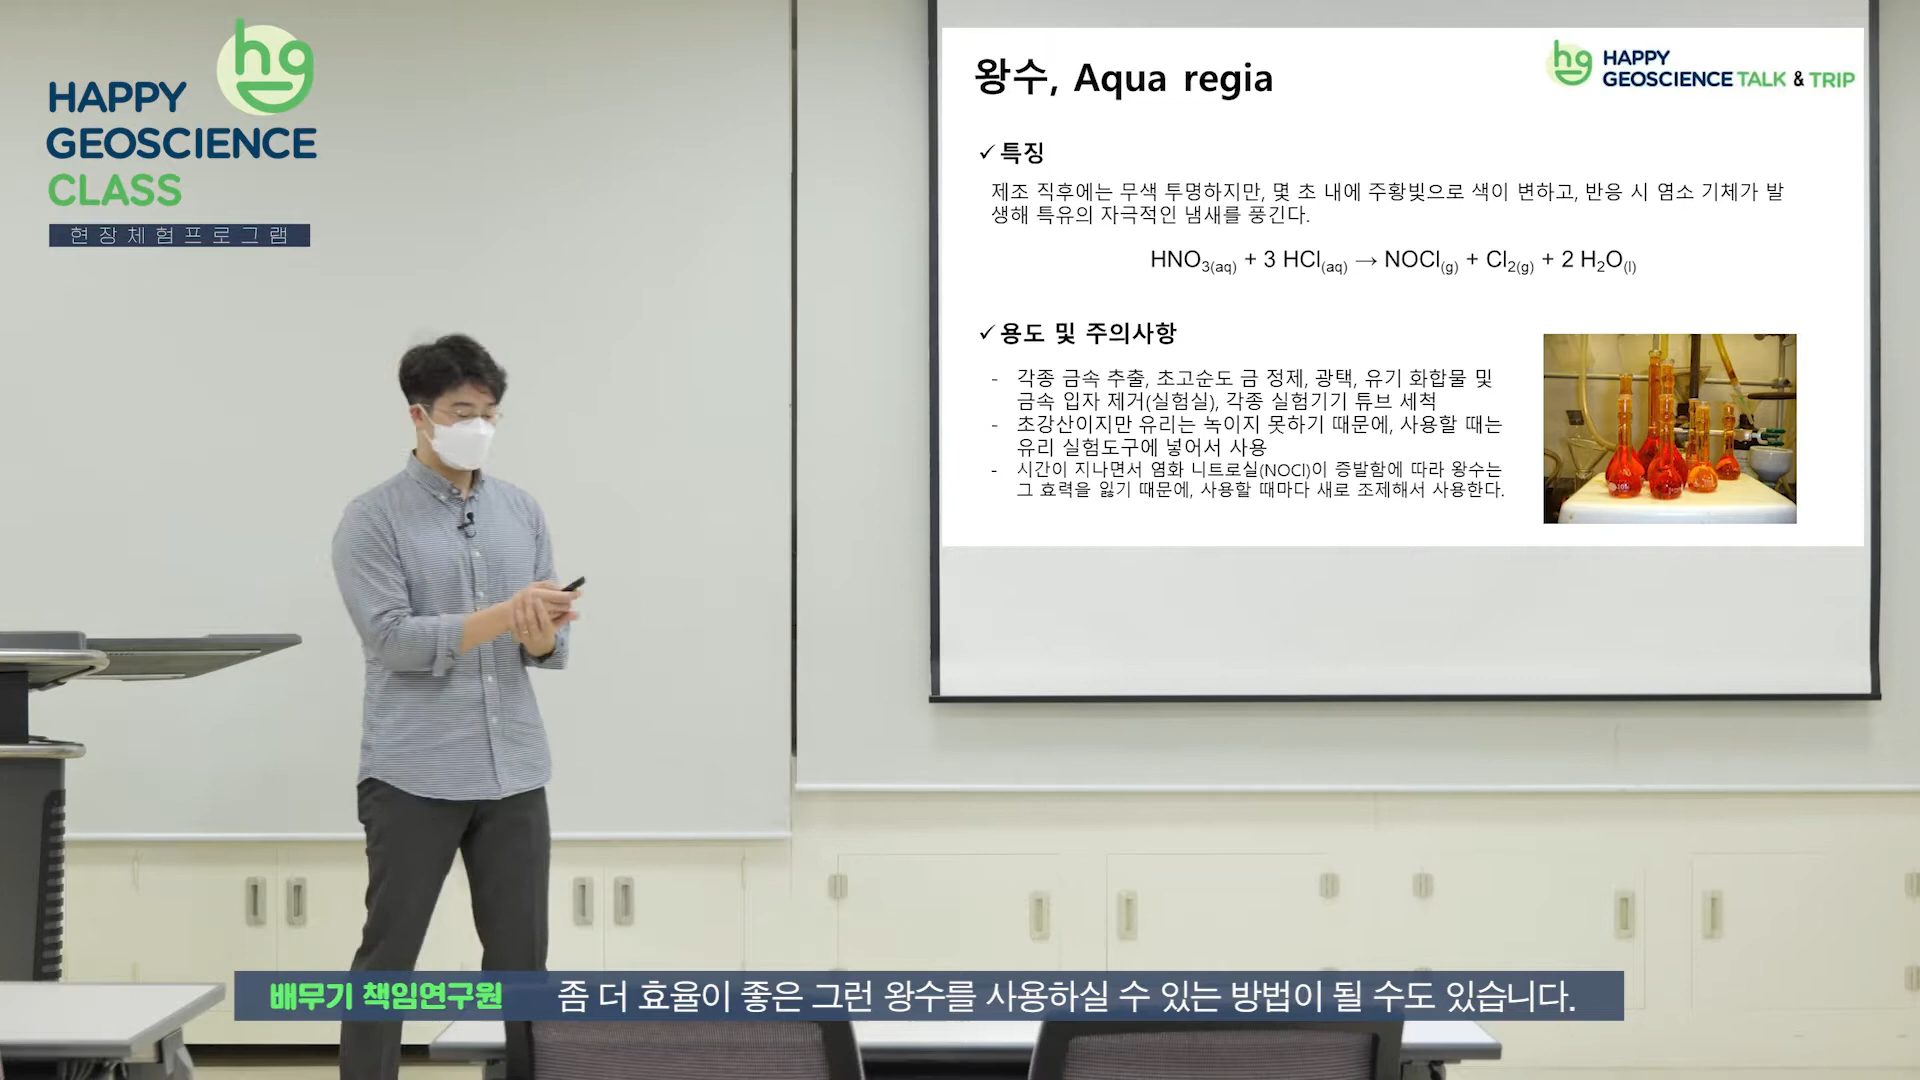 hg
HAPPY
GEOSCIENCE
CLASS
현장체험프로그램
왕수, Aqua regia
hg
HAPPY
GEOSCIENCE TALK & TRIP
✓ 특징
제조 직후에는 무색 투명하지만, 몇 초 내에 주황빛으로 색이 변하고, 반응 시 염소 기체가 발
생해 특유의 자극적인 냄새를 풍긴다.
HNO3(aq) + 3 HCl(aq) → NOCl(g) + Cl2(g) + 2 H2O(l)
✓ 용도 및 주의사항
- 각종 금속 추출, 초고순도 금 정제, 광택, 유기 화합물 및
금속 입자 제거(실험실), 각종 실험기기 튜브 세척
- 초강산이지만 유리는 녹이지 못하기 때문에, 사용할 때는
유리 실험도구에 넣어서 사용
- 시간이 지나면서 염화 니트로실(NOCl)이 증발함에 따라 왕수는
그 효력을 잃기 때문에, 사용할 때마다 새로 조제해서 사용한다.
배무기 책임연구원 좀 더 효율이 좋은 그런 왕수를 사용하실 수 있는 방법이 될 수도 있습니다.